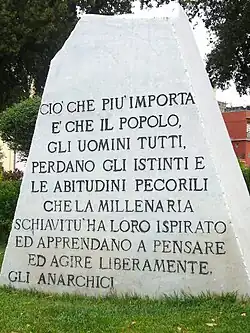 CIO' CHE PIU' IMPORTA
E' CHE IL POPOLO,
GLI UOMINI TUTTI,
PERDANO GLI ISTINTI E
LE ABITUDINI PECORILI
CHE LA MILLENARIA
SCHIAVITU' HA LORO ISPIRATO
ED APPRENDANO A PENSARE
ED AGIRE LIBERAMENTE.
GLI ANARCHICI